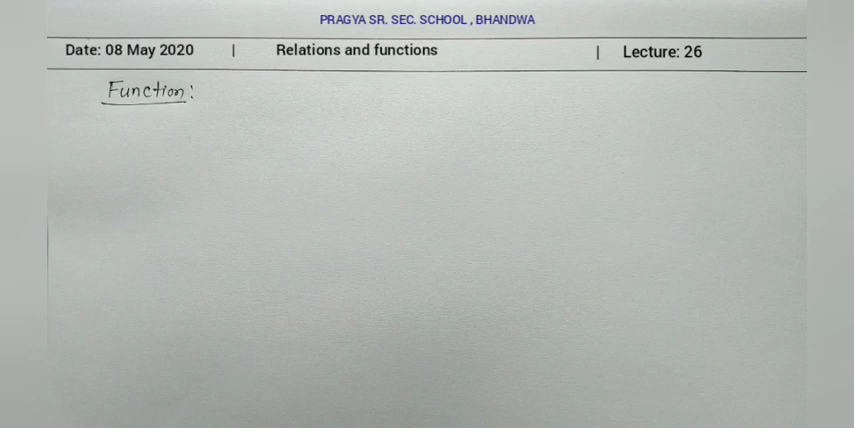 PRAGYA SR. SEC. SCHOOL , BHANDWA
Date: 08 May 2020 | Relations and functions | Lecture: 26
Function: